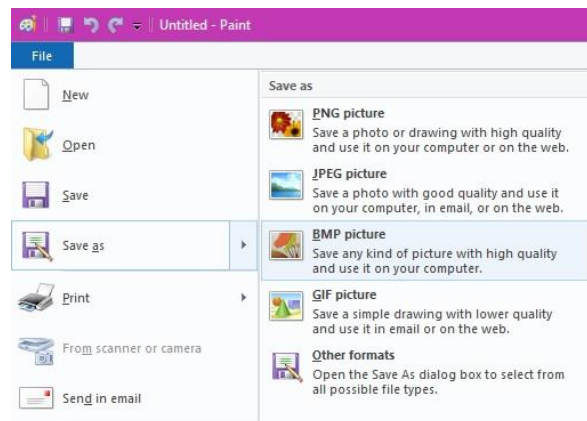 Untitled - Paint
File
New
Open
Save
Save as
Print
From scanner or camera
Send in email
Save as
PNG picture
Save a photo or drawing with high quality
and use it on your computer or on the web.
JPEG picture
Save a photo with good quality and use it
on your computer, in email, or on the web.
BMP picture
Save any kind of picture with high quality
and use it on your computer.
GIF picture
Save a simple drawing with lower quality
and use it in email or on the web.
Other formats
Open the Save As dialog box to select from
all possible file types.